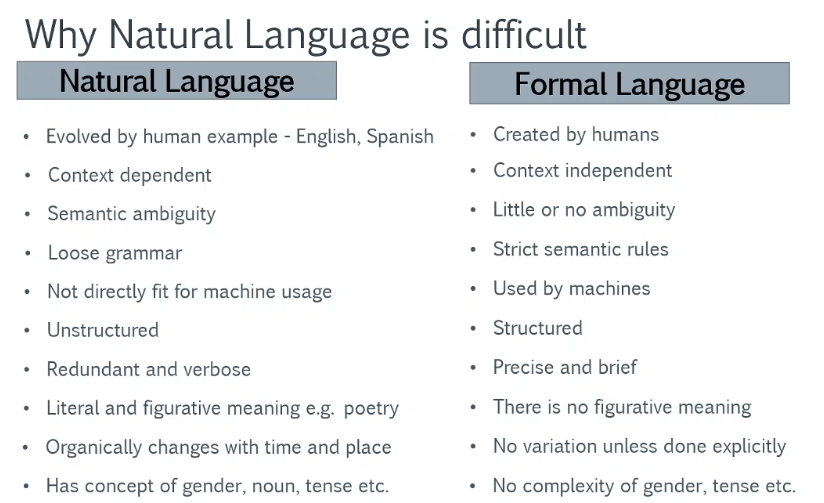 Why Natural Language is difficult
Natural Language
• Evolved by human example - English, Spanish
• Context dependent
• Semantic ambiguity
• Loose grammar
• Not directly fit for machine usage
• Unstructured
• Redundant and verbose
• Literal and figurative meaning e.g. poetry
• Organically changes with time and place
• Has concept of gender, noun, tense etc.
Formal Language
• Created by humans
• Context independent
• Little or no ambiguity
• Strict semantic rules
• Used by machines
• Structured
• Precise and brief
• There is no figurative meaning
• No variation unless done explicitly
• No complexity of gender, tense etc.